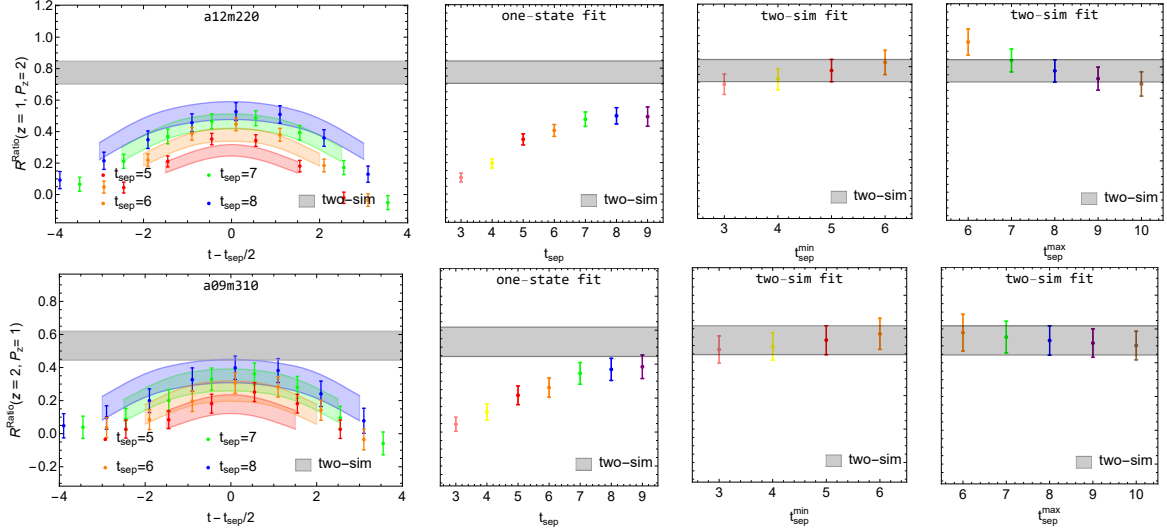 a12m220
R^Ratio(z = 1, P_z = 2)
1.2
1.0
0.8
0.6
0.4
0.2
0.0
t_sep=5
t_sep=7
t_sep=6
t_sep=8
two-sim
-4 -2 0 2 4
t - t_sep/2
one-state fit
two-sim
3 4 5 6 7 8 9
t_sep
two-sim fit
two-sim
3 4 5 6
t_sep^min
two-sim fit
two-sim
6 7 8 9 10
t_sep^max
a09m310
R^Ratio(z = 2, P_z = 1)
0.8
0.6
0.4
0.2
0.0
-0.2
t_sep=5
t_sep=7
t_sep=6
t_sep=8
two-sim
-4 -2 0 2 4
t - t_sep/2
one-state fit
two-sim
3 4 5 6 7 8 9
t_sep
two-sim fit
two-sim
3 4 5 6
t_sep^min
two-sim fit
two-sim
6 7 8 9 10
t_sep^max